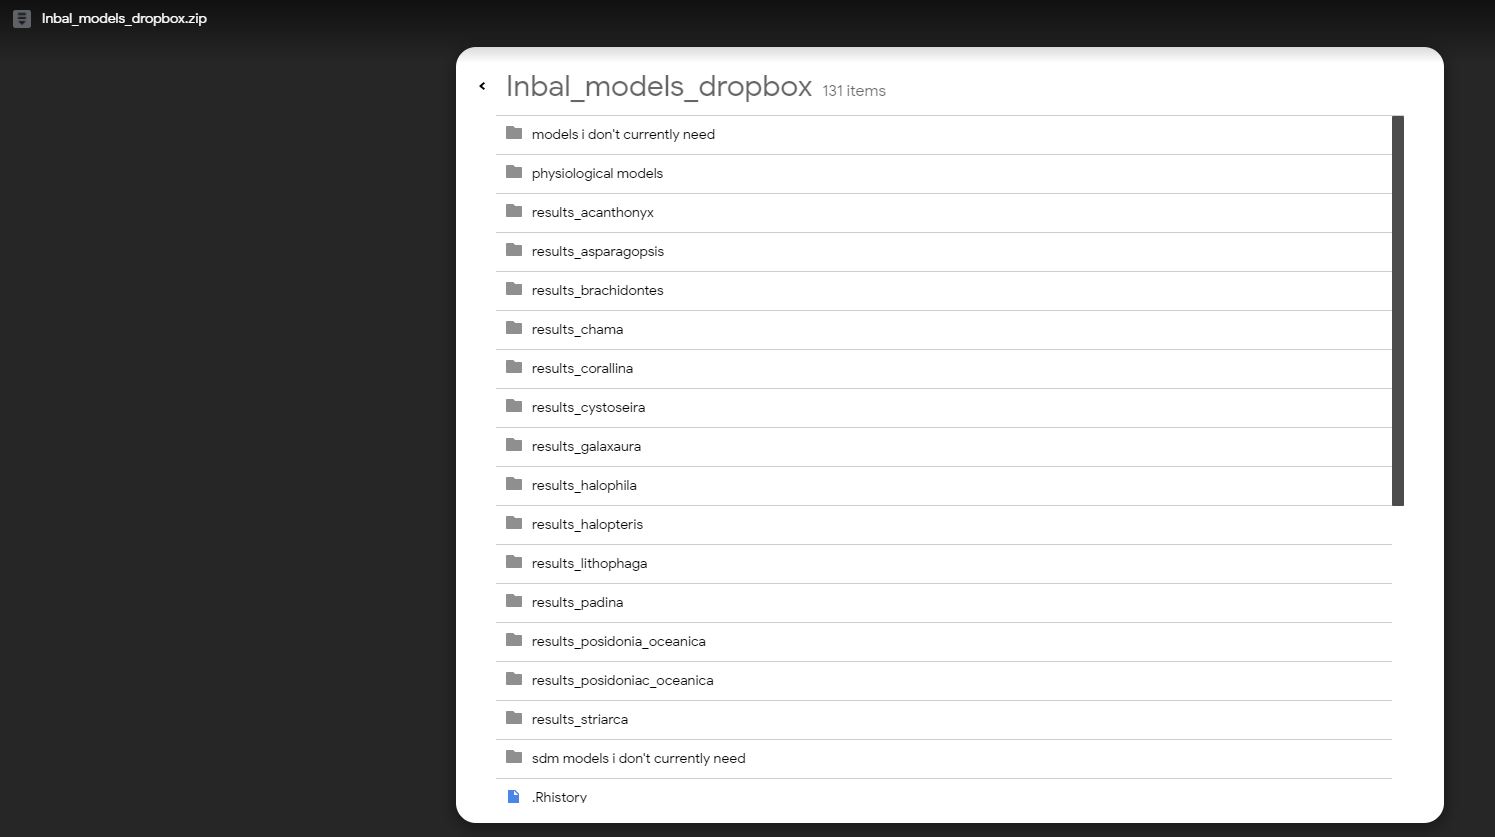 Inbal_models_dropbox.zip
Inbal_models_dropbox 131 items
models i don't currently need
physiological models
results_acanthonyx
results_asparagopsis
results_brachidontes
results_chama
results_corallina
results_cystoseira
results_galaxaura
results_halophila
results_halopteris
results_lithophaga
results_padina
results_posidonia_oceanica
results_posidoniac_oceanica
results_striarca
sdm models i don't currently need
.Rhistory